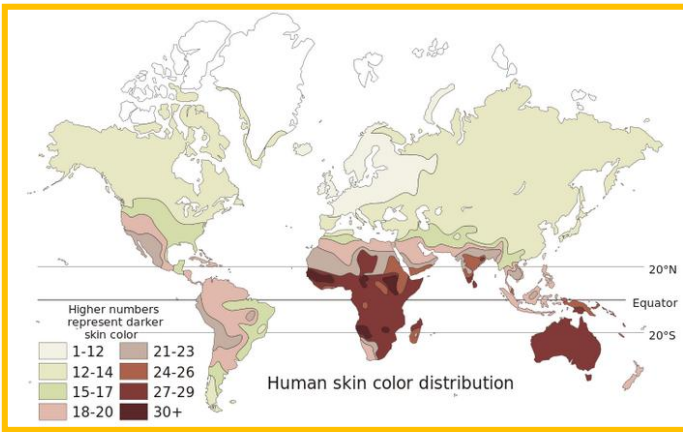 20°N
Equator
20°S
Higher numbers
represent darker
skin color
1-12
21-23
12-14
24-26
15-17
27-29
18-20
30+
Human skin color distribution